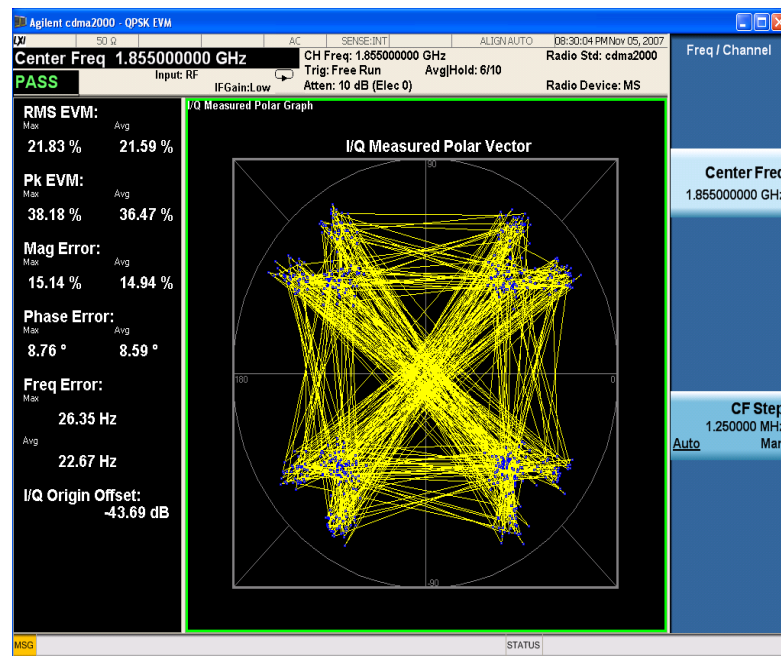 Agilent cdma2000 - QPSK EVM
LXI 50 Ω AC SENSE:INT ALIGN AUTO 08:30:04 PM Nov 05, 2007
Center Freq 1.855000000 GHz
CH Freq: 1.855000000 GHz
Radio Std: cdma2000
Input: RF
Trig: Free Run
Avg|Hold: 6/10
PASS
IFGain:Low
Atten: 10 dB (Elec 0)
Radio Device: MS
Freq / Channel
RMS EVM:
Max Avg
21.83 % 21.59 %
Pk EVM:
Max Avg
38.18 % 36.47 %
Mag Error:
Max Avg
15.14 % 14.94 %
Phase Error:
Max Avg
8.76 ° 8.59 °
Freq Error:
Max
26.35 Hz
Avg
22.67 Hz
I/Q Origin Offset:
-43.69 dB
I/Q Measured Polar Graph
I/Q Measured Polar Vector
90
180
0
-90
Center Freq
1.855000000 GHz
CF Step
1.250000 MHz
Auto Man
MSG
STATUS